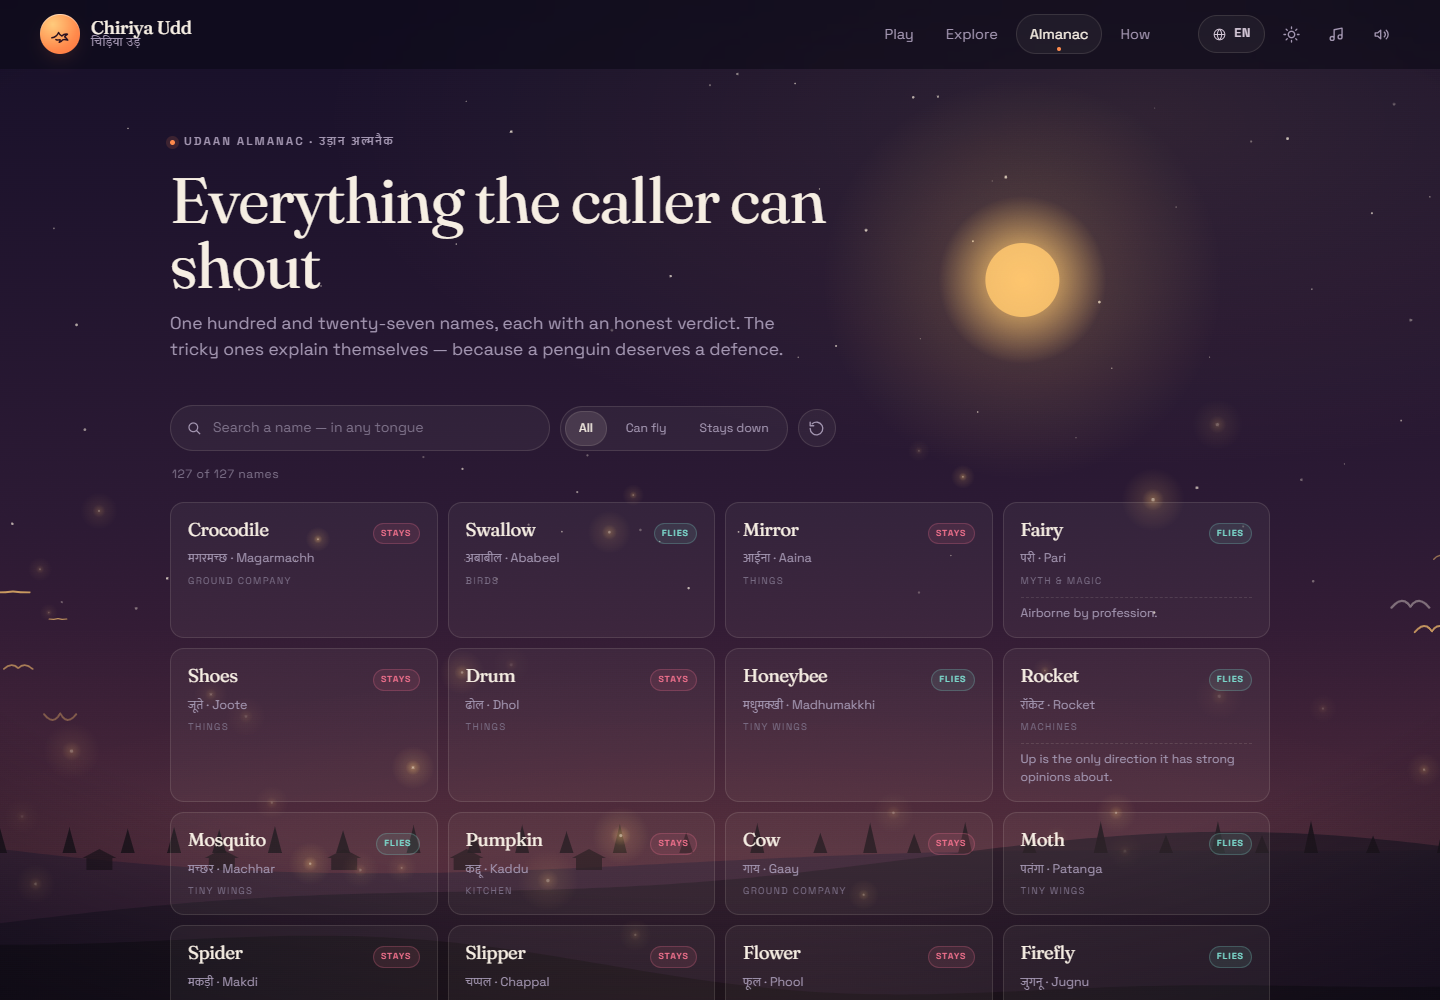 Chiriya Udd
चिड़िया उड़
Play
Explore
Almanac
How
EN
UDAAN ALMANAC · उड़ान अल्मनैक
Everything the caller can
shout
One hundred and twenty-seven names, each with an honest verdict. The
tricky ones explain themselves — because a penguin deserves a defence.
Search a name — in any tongue
All
Can fly
Stays down
127 of 127 names
Crocodile
STAYS
मगरमच्छ · Magarmachh
GROUND COMPANY
Swallow
FLIES
अबाबील · Ababeel
BIRDS
Mirror
STAYS
आईना · Aaina
THINGS
Fairy
FLIES
परी · Pari
MYTH & MAGIC
Airborne by profession.
Shoes
STAYS
जूते · Joote
THINGS
Drum
STAYS
ढोल · Dhol
THINGS
Honeybee
FLIES
मधुमक्खी · Madhumakkhi
TINY WINGS
Rocket
FLIES
रॉकेट · Rocket
MACHINES
Up is the only direction it has strong
opinions about.
Mosquito
FLIES
मच्छर · Machhar
TINY WINGS
Pumpkin
STAYS
कद्दू · Kaddu
KITCHEN
Cow
STAYS
गाय · Gaay
GROUND COMPANY
Moth
FLIES
पतंगा · Patanga
TINY WINGS
Spider
STAYS
मकड़ी · Makdi
Slipper
STAYS
चप्पल · Chappal
Flower
STAYS
फूल · Phool
Firefly
FLIES
जुगनू · Jugnu